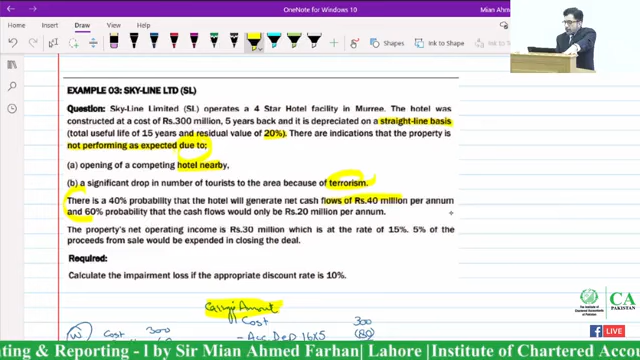 OneNote for Windows 10
Mian Ahme
Draw
View
Shapes
Ink to Shape
Ink to Text
EXAMPLE 03: SKY-LINE LTD (SL)
Question: Sky-Line Limited (SL) operates a 4 Star Hotel facility in Murree. The hotel was
constructed at a cost of Rs.300 million, 5 years back and it is depreciated on a straight-line basis
(total useful life of 15 years and residual value of 20%). There are indications that the property is
not performing as expected due to;
(a) opening of a competing hotel nearby,
(b) a significant drop in number of tourists to the area because of terrorism.
There is a 40% probability that the hotel will generate net cash flows of Rs.40 million per annum
and 60% probability that the cash flows would only be Rs.20 million per annum.
The property's net operating income is Rs.30 million which is at the rate of 15%. 5% of
the proceeds from sale would be expended in closing the deal.
Required:
Calculate the impairment loss if the appropriate discount rate is 10%.
Cost 300
- Acc Dep 16x5 (80)
W Cost 300
CA
PAKISTAN
nting & Reporting - I by Sir Mian Ahmed Farhan| Lahore | Institute of Chartered Acco